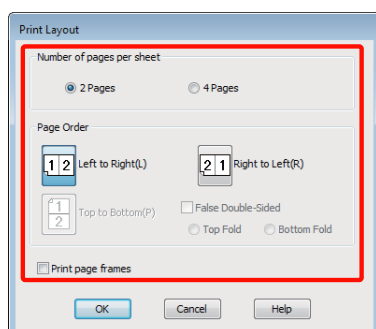 Print Layout
Number of pages per sheet
2 Pages 4 Pages
Page Order
1 2 Left to Right(L) 2 1 Right to Left(R)
1 2 Top to Bottom(P) False Double-Sided
Top Fold Bottom Fold
Print page frames
OK Cancel Help